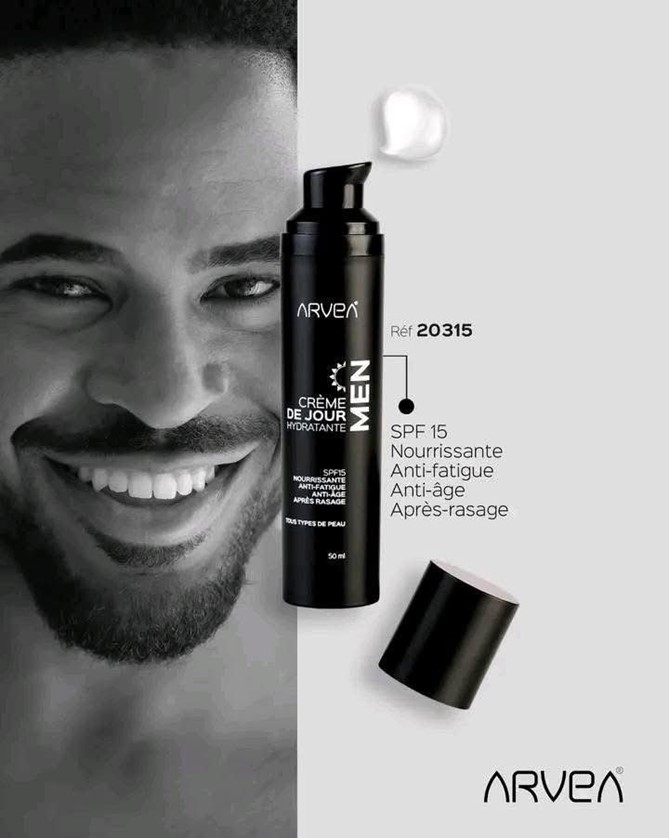 ARVEA
CRÈME
DE JOUR
HYDRATANTE
MEN
SPF15
NOURRISSANTE
ANTI-FATIGUE
ANTI-ÂGE
APRÈS RASAGE
TOUS TYPES DE PEAU
50 ml
Réf 20315
SPF 15
Nourrissante
Anti-fatigue
Anti-âge
Après-rasage
ARVEA®